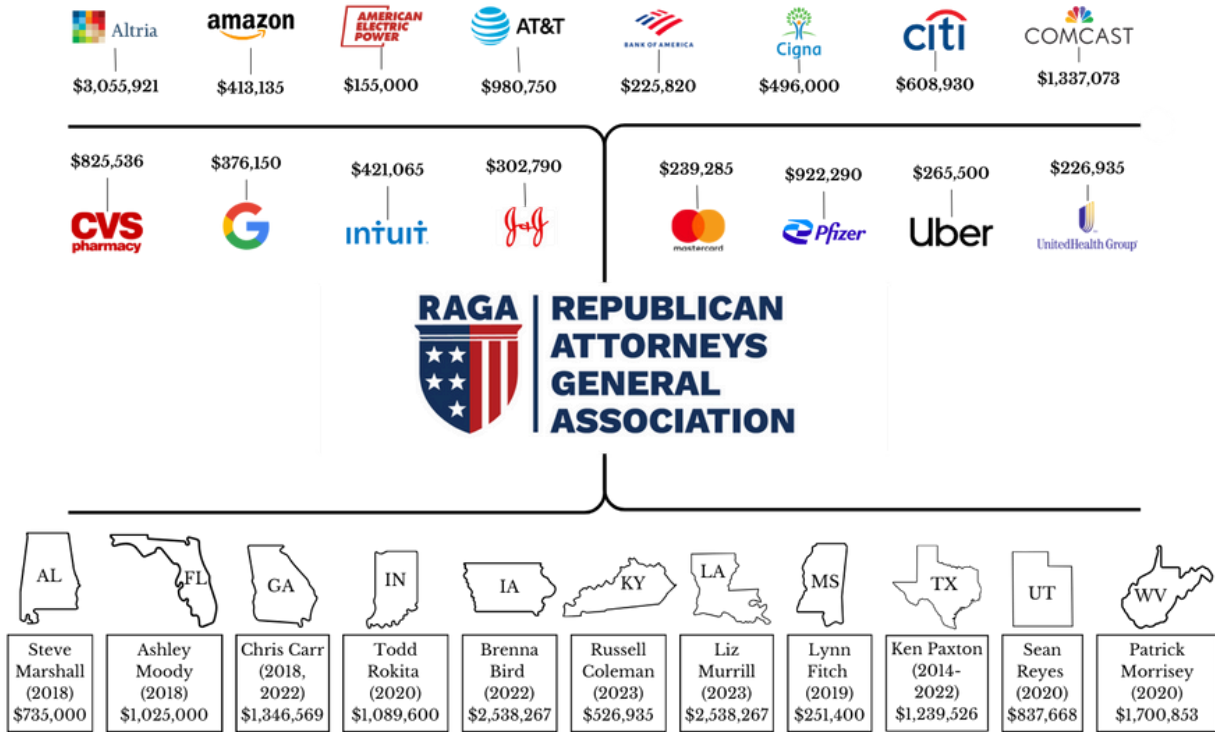 Altria
amazon
AMERICAN
ELECTRIC
POWER
AT&T
BANK OF AMERICA
Cigna
citi
COMCAST
$3,055,921
$413,135
$155,000
$980,750
$225,820
$496,000
$608,930
$1,337,073
$825,536
$376,150
$421,065
$302,790
$239,285
$922,290
$265,500
$226,935
CVS
pharmacy
G
intuit.
J&J
mastercard
Pfizer
Uber
UnitedHealth Group
RAGA
REPUBLICAN
ATTORNEYS
GENERAL
ASSOCIATION
AL
FL
GA
IN
IA
KY
LA
MS
TX
UT
WV
Steve
Marshall
(2018)
$735,000
Ashley
Moody
(2018)
$1,025,000
Chris Carr
(2018,
2022)
$1,346,569
Todd
Rokita
(2020)
$1,089,600
Brenna
Bird
(2022)
$2,538,267
Russell
Coleman
(2023)
$526,935
Liz
Murrill
(2023)
$2,538,267
Lynn
Fitch
(2019)
$251,400
Ken Paxton
(2014-
2022)
$1,239,526
Sean
Reyes
(2020)
$837,668
Patrick
Morrisey
(2020)
$1,700,853